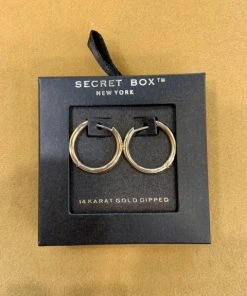 SECRET BOX™
NEW YORK
14 KARAT GOLD DIPPED